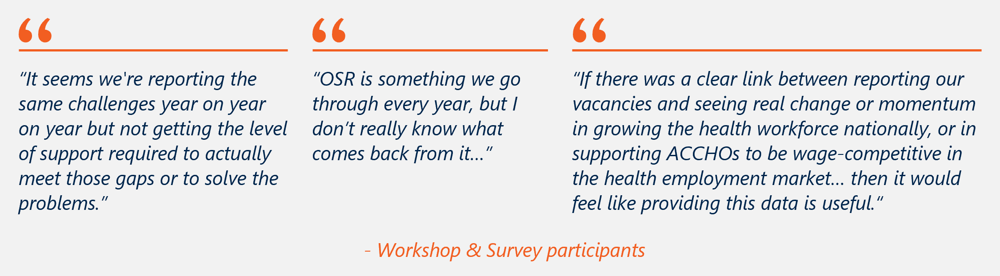 “It seems we're reporting the
same challenges year on year
on year but not getting the level
of support required to actually
meet those gaps or to solve the
problems.”
“OSR is something we go
through every year, but I
don’t really know what
comes back from it...”
“If there was a clear link between reporting our
vacancies and seeing real change or momentum
in growing the health workforce nationally, or in
supporting ACCHOs to be wage-competitive in
the health employment market... then it would
feel like providing this data is useful.“
- Workshop & Survey participants